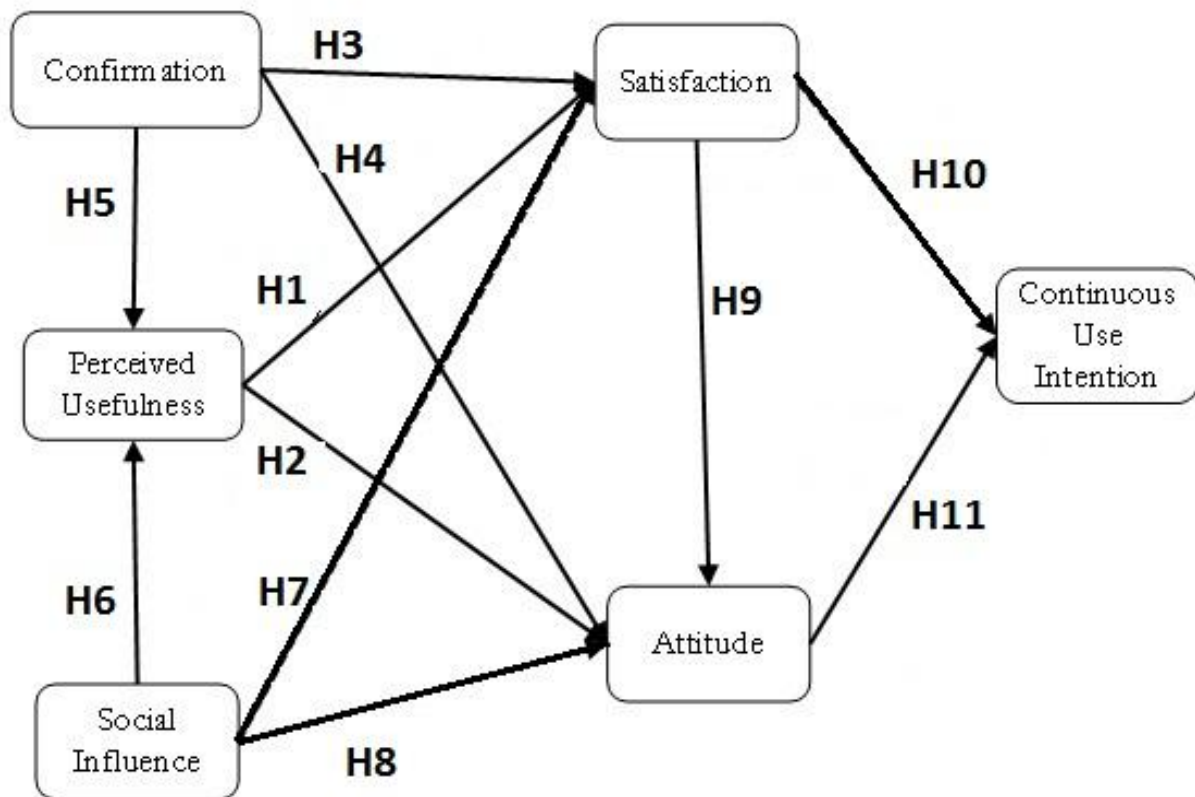 H3
Confirmation
Satisfaction
H4
H10
H5
H1
H9
Continuous
Use
Intention
Perceived
Usefulness
H2
H11
H7
H6
Attitude
Social
Influence
H8